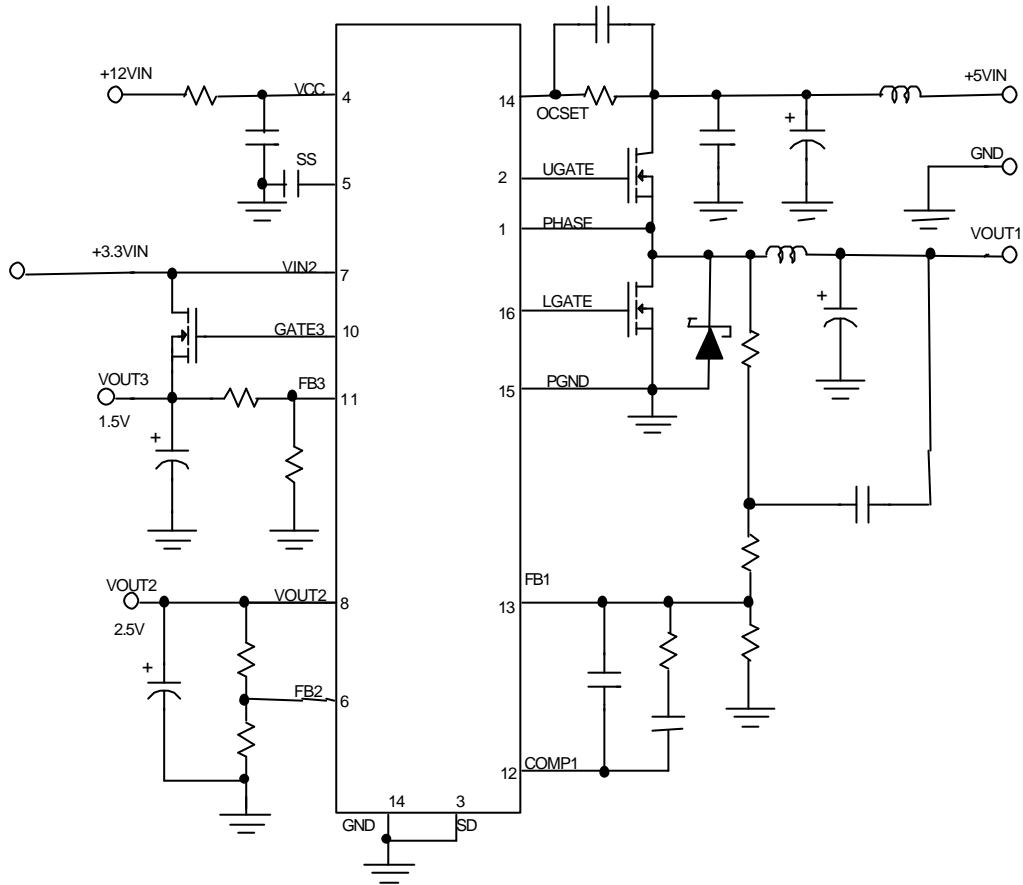 +12VIN
VCC
4
14
OCSET
+5VIN
+
GND
SS
5
2
UGATE
1
PHASE
VOUT1
+3.3VIN
VIN2
7
16
LGATE
+
GATE3
10
VOUT3
1.5V
FB3
11
15
PGND
+
VOUT2
2.5V
VOUT2
8
FB1
13
+
FB2
6
12
COMP1
14
3
GND
SD